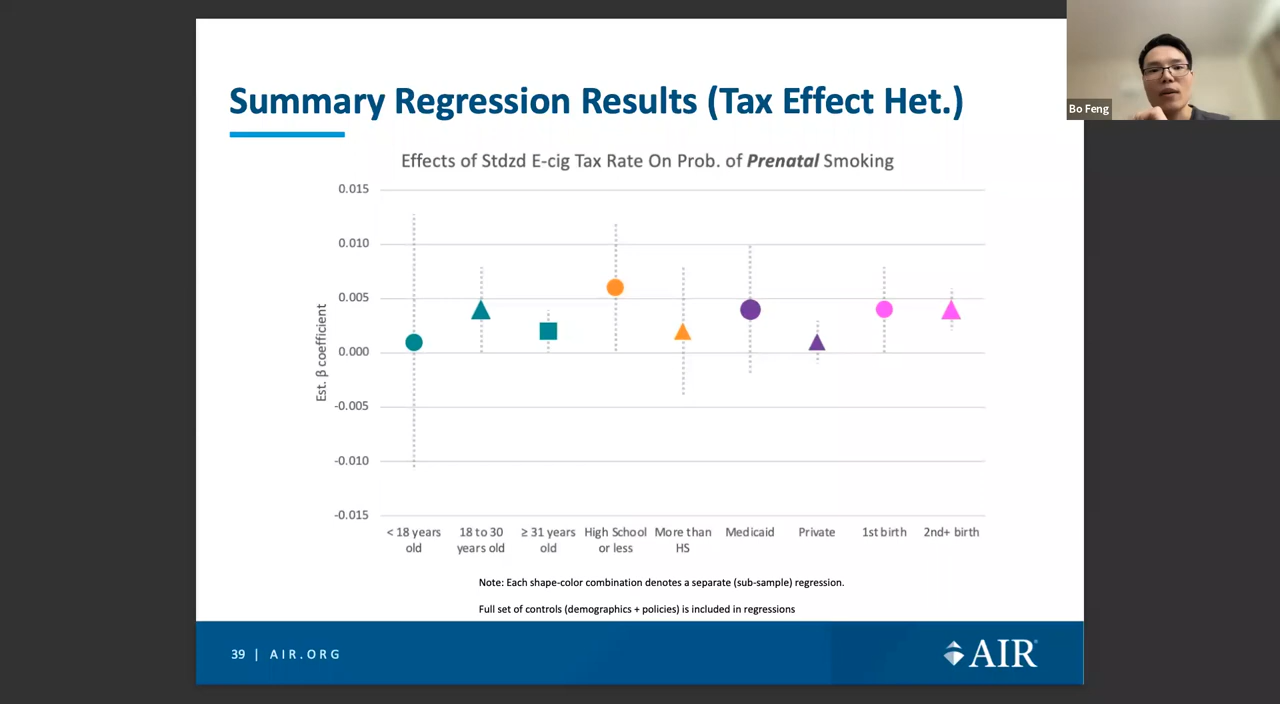 Summary Regression Results (Tax Effect Het.)
Bo Feng
Effects of Stdzd E-cig Tax Rate On Prob. of Prenatal Smoking
Est. β coefficient
0.015
0.010
0.005
0.000
-0.005
-0.010
-0.015
< 18 years old
18 to 30 years old
≥ 31 years old
High School or less
More than HS
Medicaid
Private
1st birth
2nd+ birth
Note: Each shape-color combination denotes a separate (sub-sample) regression.
Full set of controls (demographics + policies) is included in regressions
39 | AIR.ORG
AIR